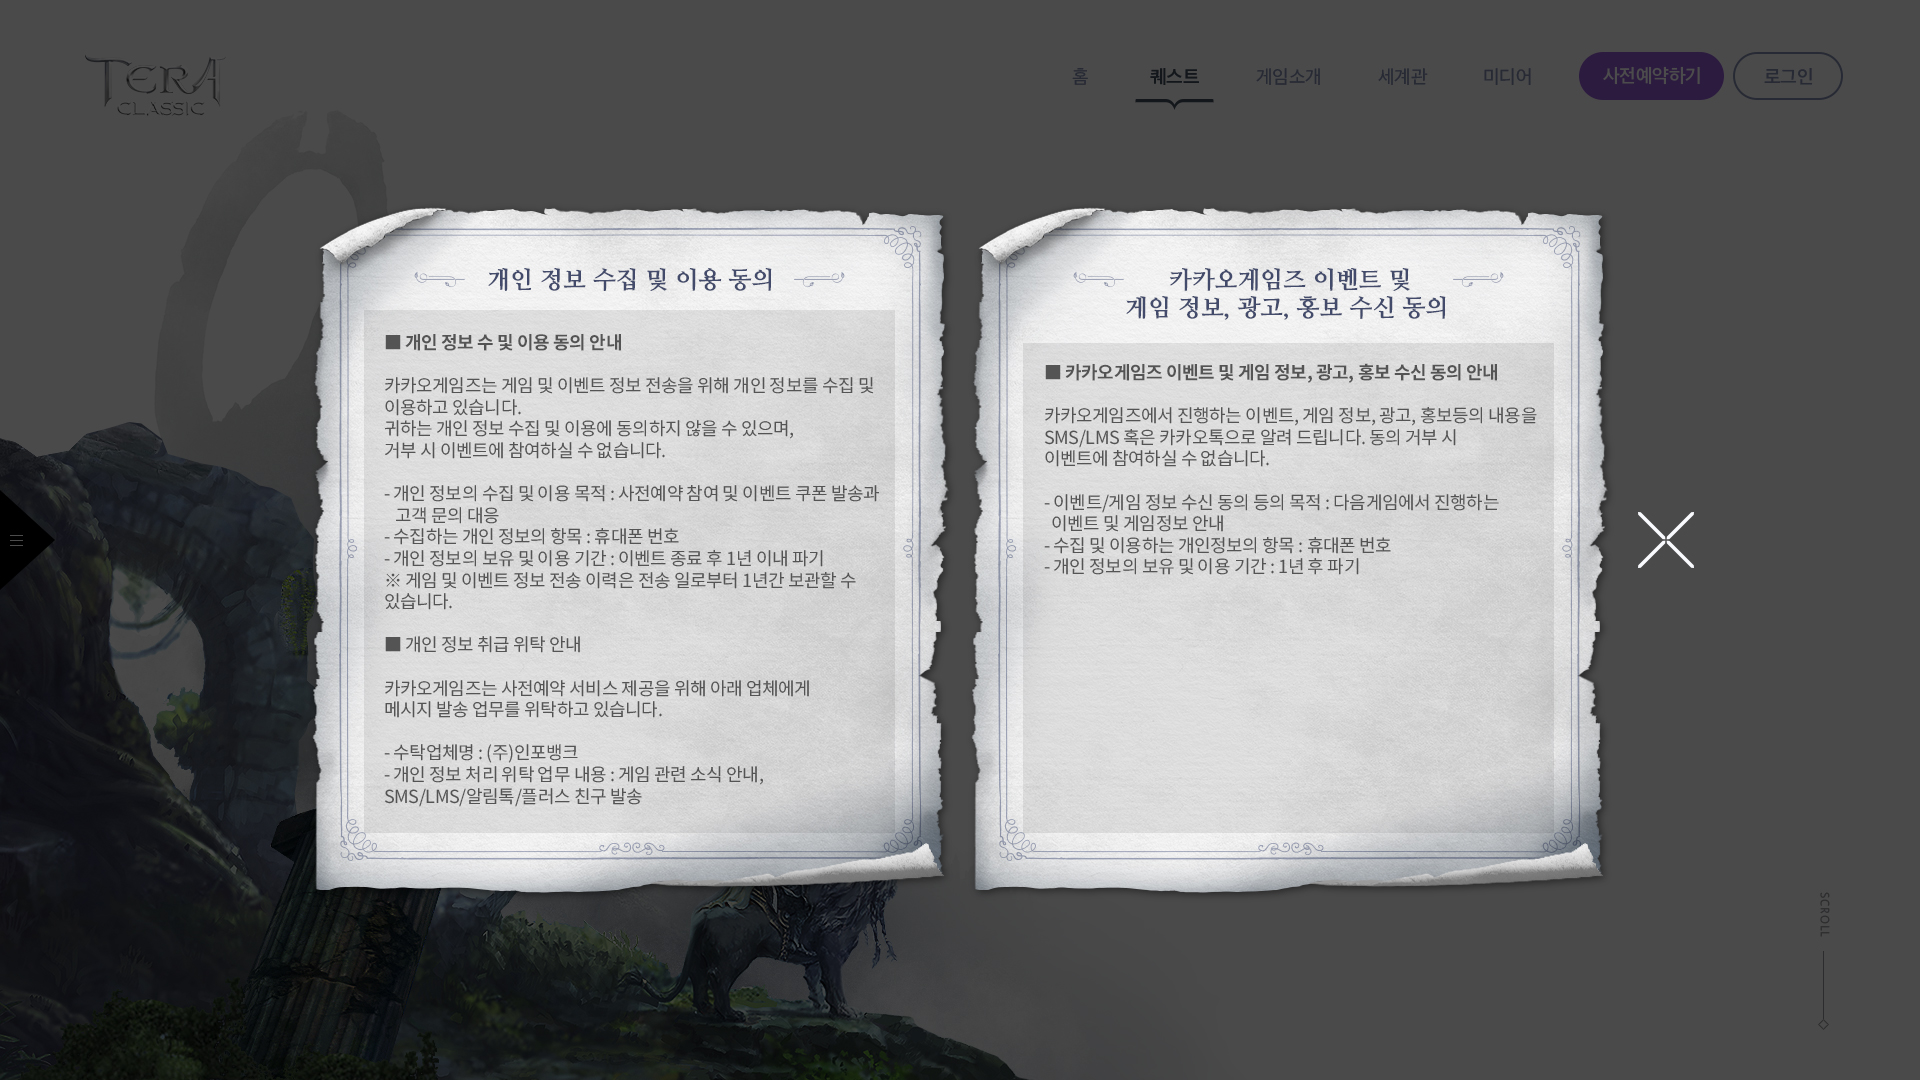 TERA
CLASSIC
홈
퀘스트
게임소개
세계관
미디어
사전예약하기
로그인
개인 정보 수집 및 이용 동의
■ 개인 정보 수 및 이용 동의 안내
카카오게임즈는 게임 및 이벤트 정보 전송을 위해 개인 정보를 수집 및
이용하고 있습니다.
귀하는 개인 정보 수집 및 이용에 동의하지 않을 수 있으며,
거부 시 이벤트에 참여하실 수 없습니다.
- 개인 정보의 수집 및 이용 목적 : 사전예약 참여 및 이벤트 쿠폰 발송과
고객 문의 대응
- 수집하는 개인 정보의 항목 : 휴대폰 번호
- 개인 정보의 보유 및 이용 기간 : 이벤트 종료 후 1년 이내 파기
※ 게임 및 이벤트 정보 전송 이력은 전송 일로부터 1년간 보관할 수
있습니다.
■ 개인 정보 취급 위탁 안내
카카오게임즈는 사전예약 서비스 제공을 위해 아래 업체에게
메시지 발송 업무를 위탁하고 있습니다.
- 수탁업체명 : (주)인포뱅크
- 개인 정보 처리 위탁 업무 내용 : 게임 관련 소식 안내,
SMS/LMS/알림톡/플러스 친구 발송
카카오게임즈 이벤트 및
게임 정보, 광고, 홍보 수신 동의
■ 카카오게임즈 이벤트 및 게임 정보, 광고, 홍보 수신 동의 안내
카카오게임즈에서 진행하는 이벤트, 게임 정보, 광고, 홍보등의 내용을
SMS/LMS 혹은 카카오톡으로 알려 드립니다. 동의 거부 시
이벤트에 참여하실 수 없습니다.
- 이벤트/게임 정보 수신 동의 등의 목적 : 다음게임에서 진행하는
이벤트 및 게임정보 안내
- 수집 및 이용하는 개인정보의 항목 : 휴대폰 번호
- 개인 정보의 보유 및 이용 기간 : 1년 후 파기
SCROLL